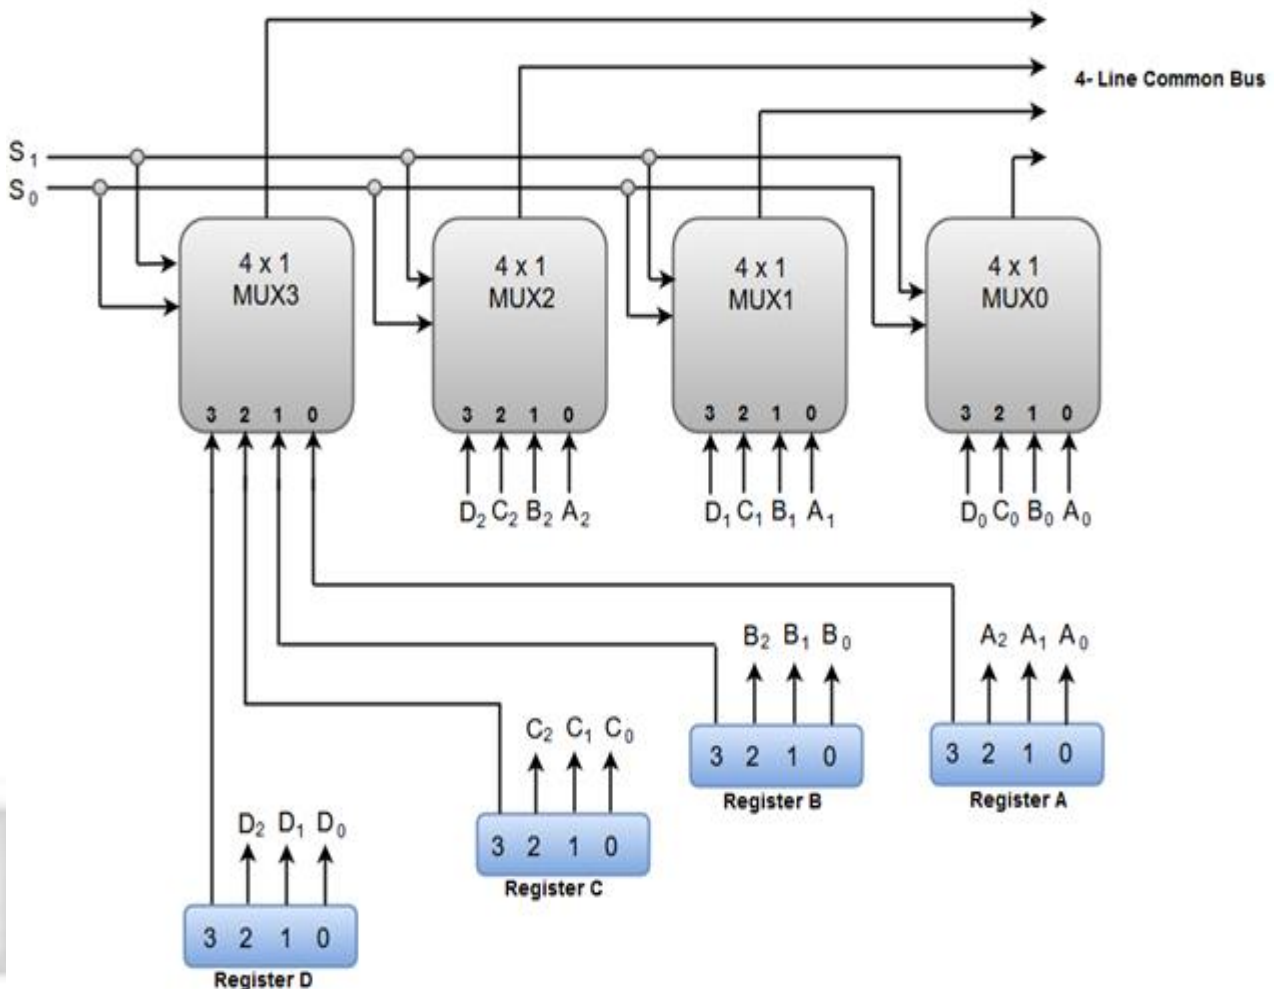 4- Line Common Bus
S1
S0
4 x 1
MUX3
3 2 1 0
4 x 1
MUX2
3 2 1 0
4 x 1
MUX1
3 2 1 0
4 x 1
MUX0
3 2 1 0
D2 C2 B2 A2
D1 C1 B1 A1
D0 C0 B0 A0
B2 B1 B0
3 2 1 0
Register B
A2 A1 A0
3 2 1 0
Register A
C2 C1 C0
3 2 1 0
Register C
D2 D1 D0
3 2 1 0
Register D